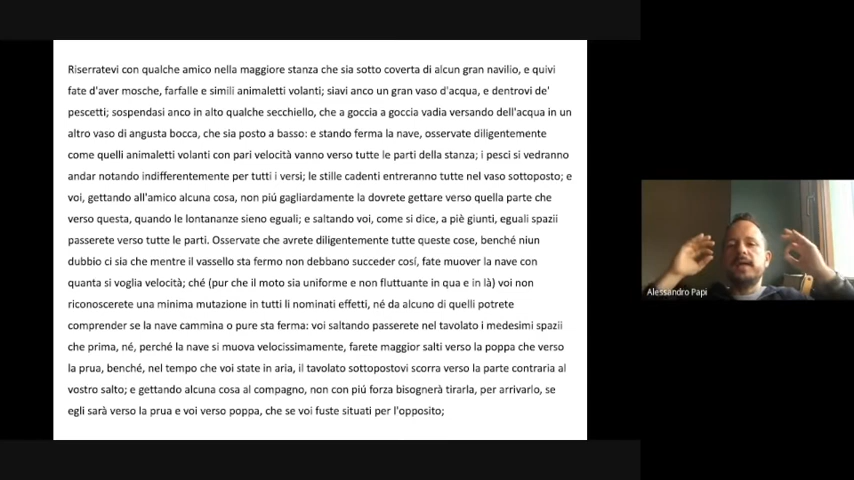 Riserratevi con qualche amico nella maggiore stanza che sia sotto coverta di alcun gran navilio, e quivi
fate d'aver mosche, farfalle e simili animaletti volanti; siavi anco un gran vaso d'acqua, e dentrovi de'
pescetti; sospendasi anco in alto qualche secchiello, che a goccia a goccia vadia versando dell'acqua in un
altro vaso di angusta bocca, che sia posto a basso: e stando ferma la nave, osservate diligentemente
come quelli animaletti volanti con pari velocità vanno verso tutte le parti della stanza; i pesci si vedranno
andar notando indifferentemente per tutti i versi; le stille cadenti entreranno tutte nel vaso sottoposto; e
voi, gettando all'amico alcuna cosa, non piú gagliardamente la dovrete gettare verso quella parte che
verso questa, quando le lontananze sieno eguali; e saltando voi, come si dice, a piè giunti, eguali spazii
passerete verso tutte le parti. Osservate che avrete diligentemente tutte queste cose, benché niun
dubbio ci sia che mentre il vassello sta fermo non debbano succeder cosí, fate muover la nave con
quanta si voglia velocità; ché (pur che il moto sia uniforme e non fluttuante in qua e in là) voi non
riconoscerete una minima mutazione in tutti li nominati effetti, né da alcuno di quelli potrete
comprender se la nave cammina o pure sta ferma: voi saltando passerete nel tavolato i medesimi spazii
che prima, né, perché la nave si muova velocissimamente, farete maggior salti verso la poppa che verso
la prua, benché, nel tempo che voi state in aria, il tavolato sottopostovi scorra verso la parte contraria al
vostro salto; e gettando alcuna cosa al compagno, non con piú forza bisognerà tirarla, per arrivarlo, se
egli sarà verso la prua e voi verso poppa, che se voi fuste situati per l'opposito;
Alessandro Papi